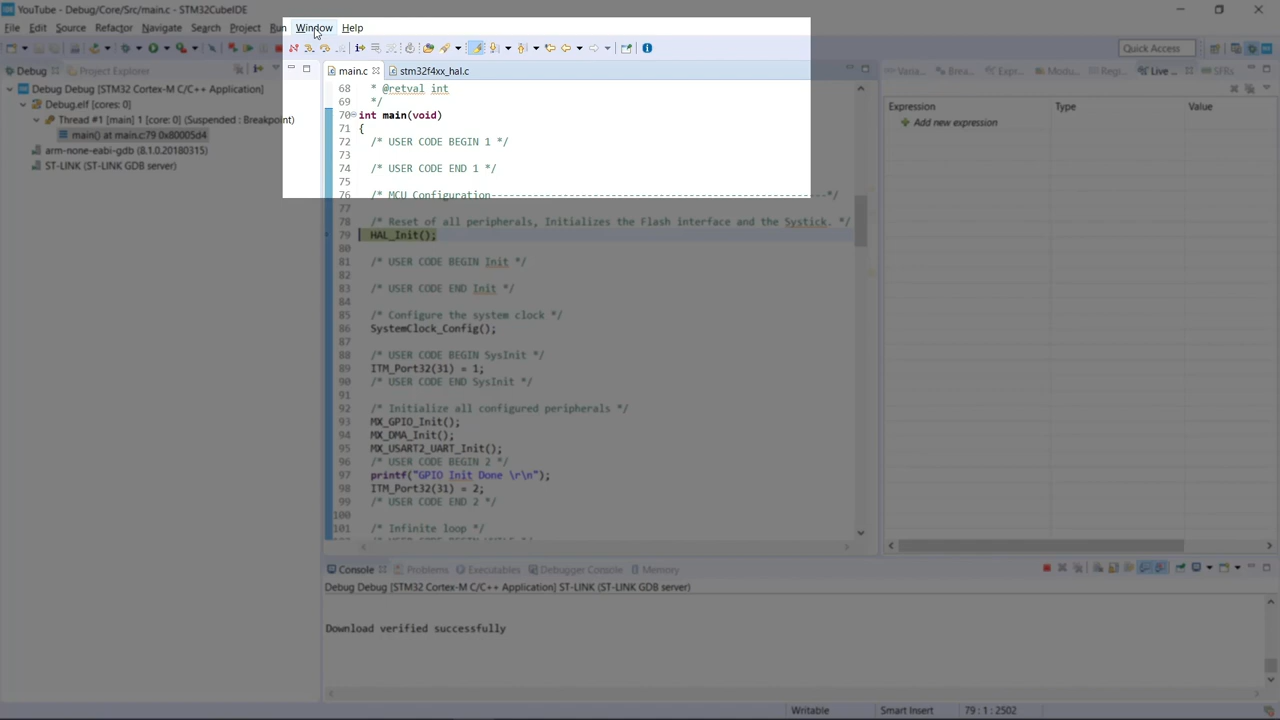 YouTube - Debug/Core/Src/main.c - STM32CubeIDE
File Edit Source Refactor Navigate Search Project Run Window Help
Quick Access
Debug Project Explorer
Debug Debug [STM32 Cortex-M C/C++ Application]
Debug.elf [cores: 0]
Thread #1 [main] 1 [core: 0] (Suspended : Breakpoint)
main() at main.c:79 0x80005d4
arm-none-eabi-gdb (8.1.0.20180315)
ST-LINK (ST-LINK GDB server)
main.c stm32f4xx_hal.c
68 * @retval int
69 */
70 int main(void)
71 {
72 /* USER CODE BEGIN 1 */
73
74 /* USER CODE END 1 */
75
76 /* MCU Configuration--------------------------------------------------------*/
77
78 /* Reset of all peripherals, Initializes the Flash interface and the Systick. */
79 HAL_Init();
80
81 /* USER CODE BEGIN Init */
82
83 /* USER CODE END Init */
84
85 /* Configure the system clock */
86 SystemClock_Config();
87
88 /* USER CODE BEGIN SysInit */
89 ITM_Port32(31) = 1;
90 /* USER CODE END SysInit */
91
92 /* Initialize all configured peripherals */
93 MX_GPIO_Init();
94 MX_DMA_Init();
95 MX_USART2_UART_Init();
96 /* USER CODE BEGIN 2 */
97 printf("GPIO Init Done \r\n");
98 ITM_Port32(31) = 2;
99 /* USER CODE END 2 */
100
101 /* Infinite loop */
Varia... Brea... Expr... Modu... Regi... Live ... SFRs
Expression Type Value
Add new expression
Console Problems Executables Debugger Console Memory
Debug Debug [STM32 Cortex-M C/C++ Application] ST-LINK (ST-LINK GDB server)
Download verified successfully
Writable Smart Insert 79 : 1 : 2502